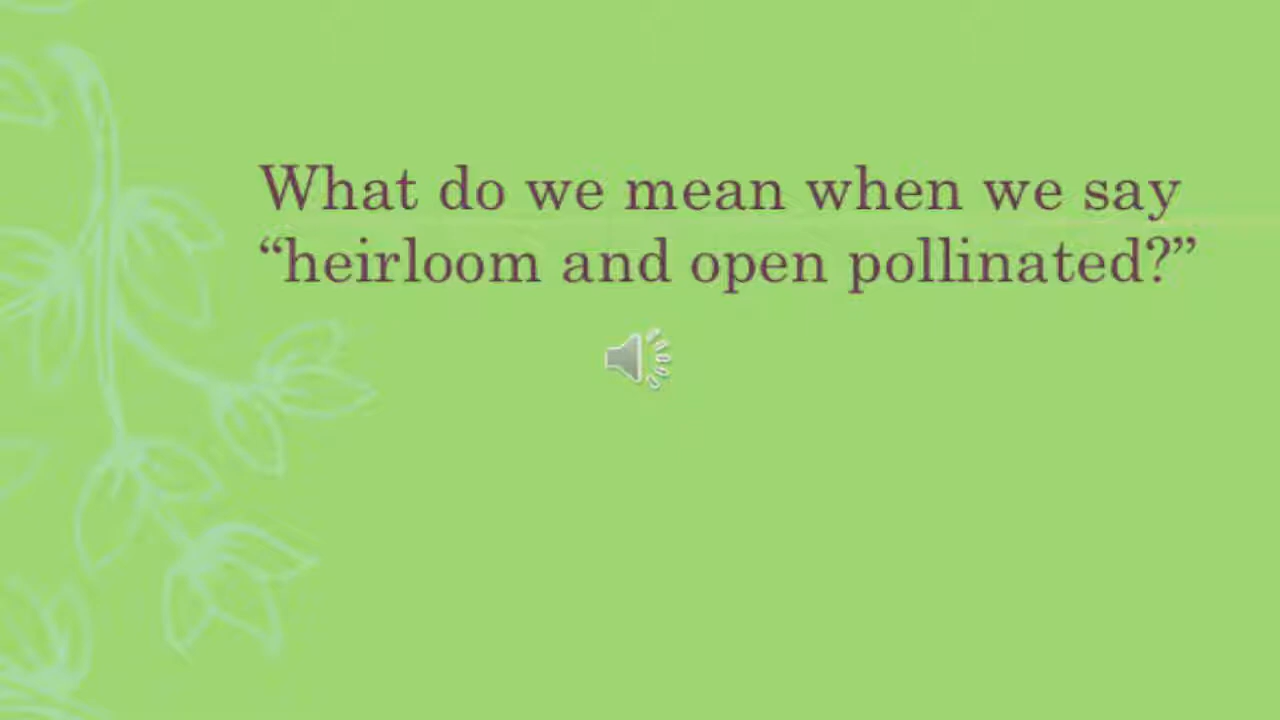 What do we mean when we say
“heirloom and open pollinated?”